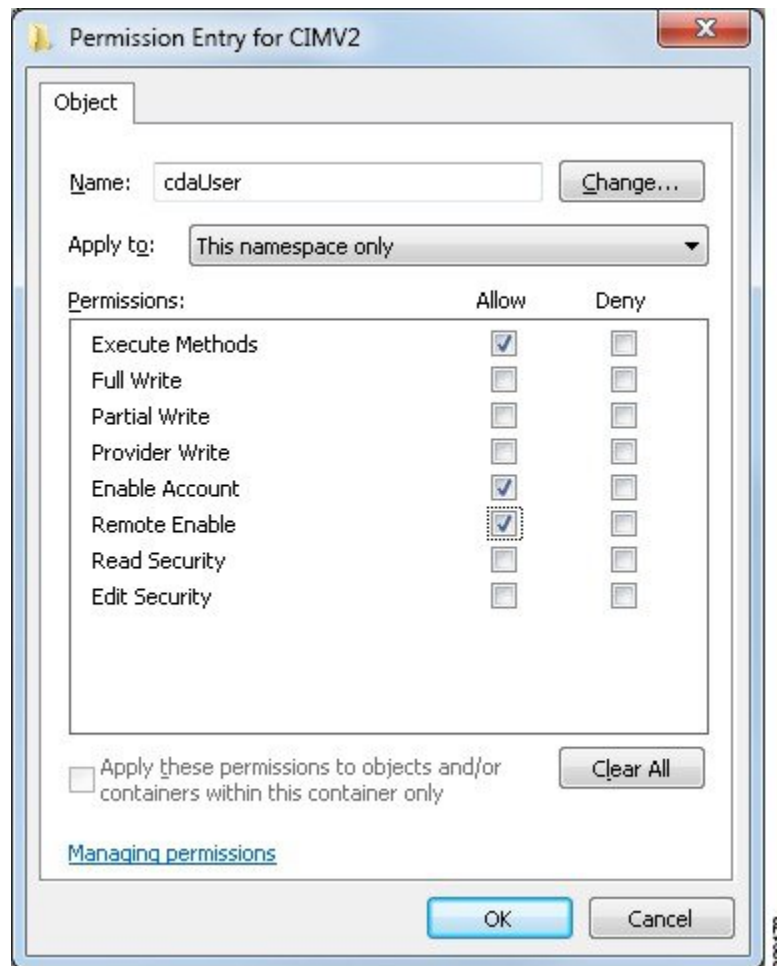 Permission Entry for CIMV2
Object
Name: cdaUser Change...
Apply to: This namespace only
Permissions: Allow Deny
Execute Methods
Full Write
Partial Write
Provider Write
Enable Account
Remote Enable
Read Security
Edit Security
Apply these permissions to objects and/or
containers within this container only
Clear All
Managing permissions
OK Cancel